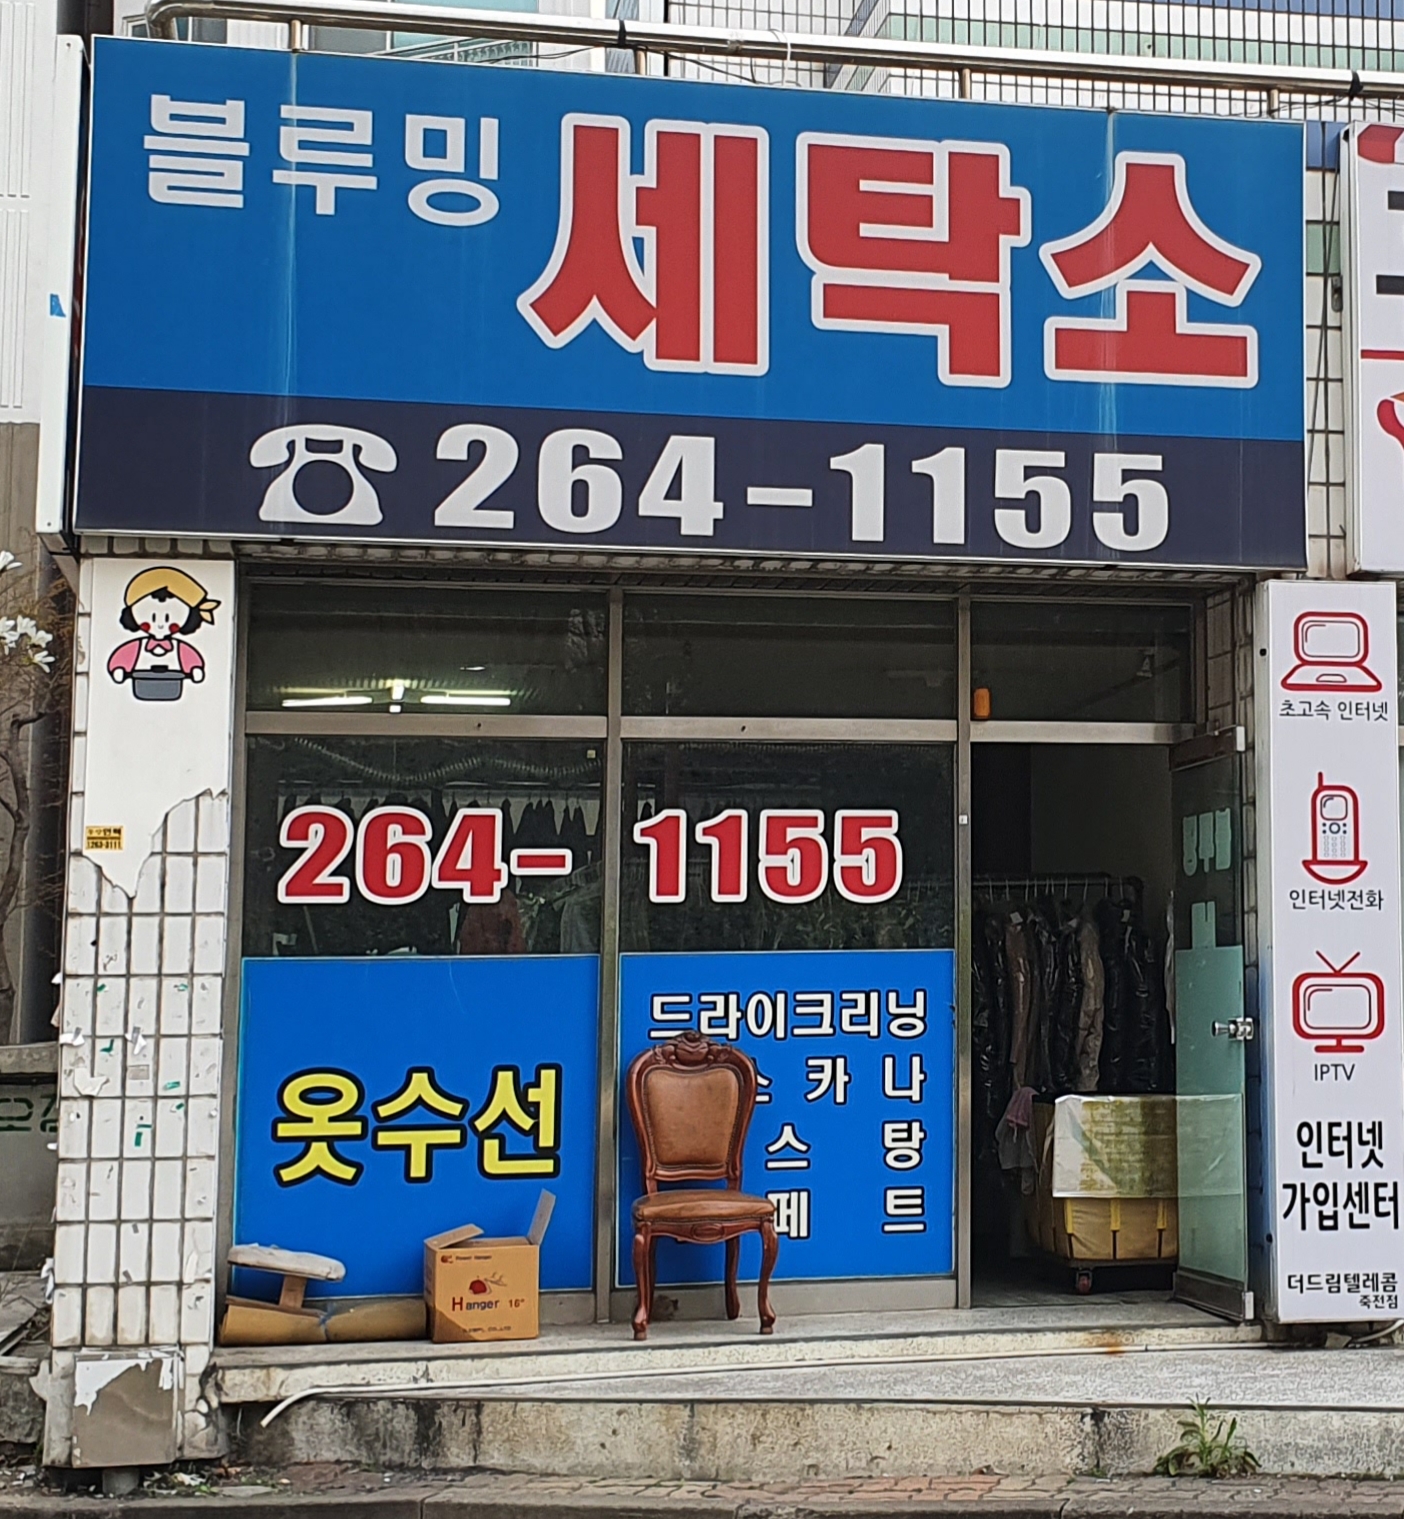 블루밍 세탁소
264-1155
264- 1155
옷수선
드라이크리닝
스 카 나
스 탕
페 트
Hanger 16"
초고속 인터넷
인터넷전화
IPTV
인터넷
가입센터
더드림텔레콤
죽전점